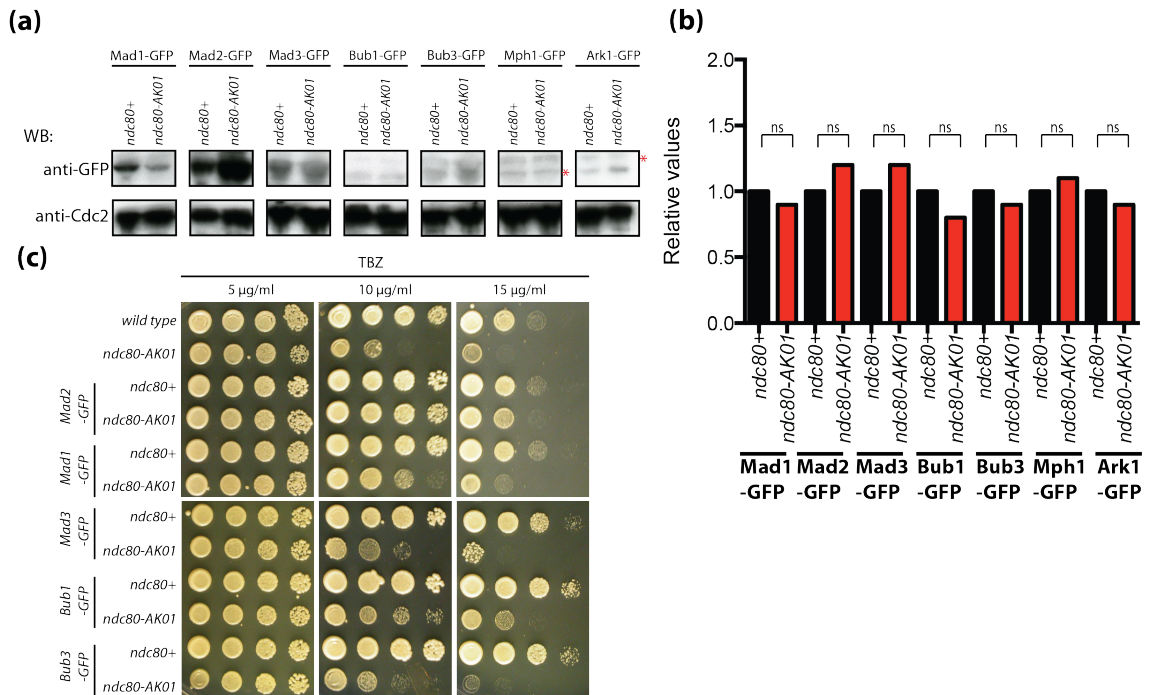 (a)
Mad1-GFP Mad2-GFP Mad3-GFP Bub1-GFP Bub3-GFP Mph1-GFP Ark1-GFP
ndc80+ ndc80-AK01 ndc80+ ndc80-AK01 ndc80+ ndc80-AK01 ndc80+ ndc80-AK01 ndc80+ ndc80-AK01 ndc80+ ndc80-AK01 ndc80+ ndc80-AK01
WB:
anti-GFP * *
anti-Cdc2
(b)
Relative values
2.0
1.5
1.0
0.5
0.0
ns ns ns ns ns ns ns
ndc80+ ndc80-AK01 ndc80+ ndc80-AK01 ndc80+ ndc80-AK01 ndc80+ ndc80-AK01 ndc80+ ndc80-AK01 ndc80+ ndc80-AK01 ndc80+ ndc80-AK01
Mad1 Mad2 Mad3 Bub1 Bub3 Mph1 Ark1
-GFP -GFP -GFP -GFP -GFP -GFP -GFP
(c)
TBZ
5 μg/ml 10 μg/ml 15 μg/ml
wild type
ndc80-AK01
Mad2
-GFP
ndc80+
ndc80-AK01
Mad1
-GFP
ndc80+
ndc80-AK01
Mad3
-GFP
ndc80+
ndc80-AK01
Bub1
-GFP
ndc80+
ndc80-AK01
Bub3
-GFP
ndc80+
ndc80-AK01